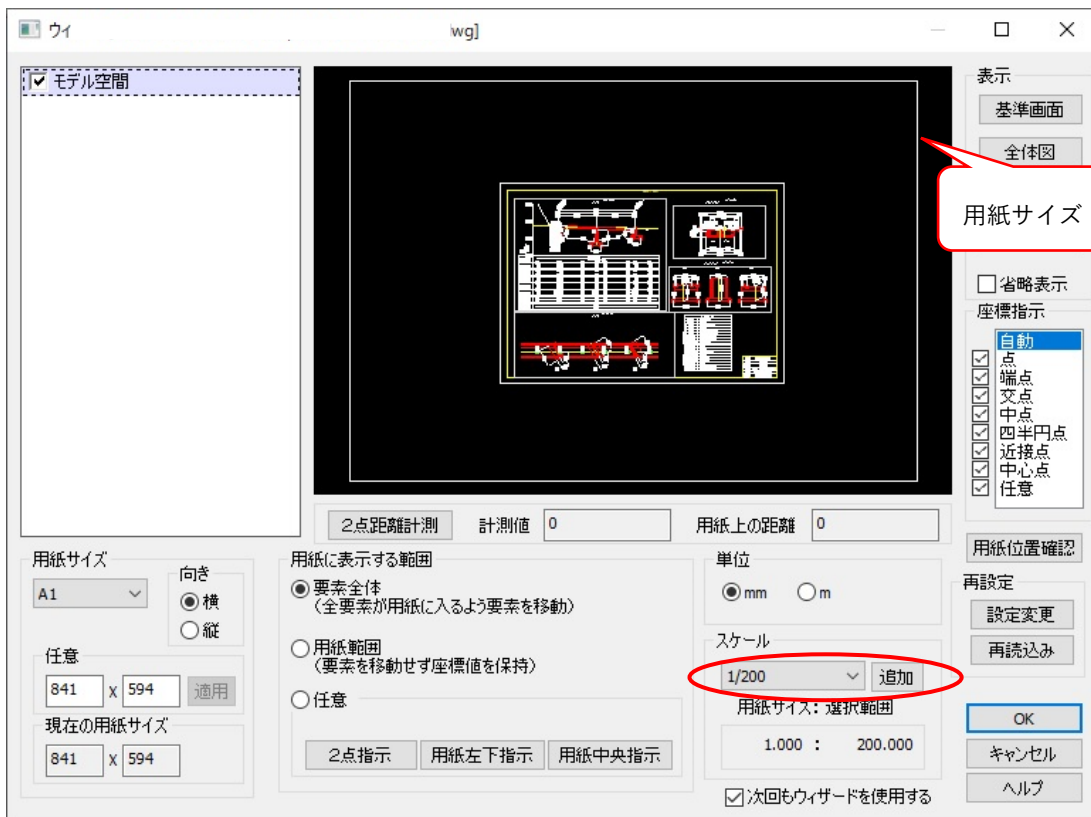 ウィ
wg]
モデル空間
表示
基準画面
全体図
用紙サイズ
省略表示
座標指示
自動
点
端点
交点
中点
四半円点
近接点
中心点
任意
2点距離計測 計測値 0 用紙上の距離 0
用紙位置確認
用紙サイズ
A1
向き
横
縦
任意
841 x 594 適用
現在の用紙サイズ
841 x 594
用紙に表示する範囲
要素全体
(全要素が用紙に入るよう要素を移動)
用紙範囲
(要素を移動せず座標値を保持)
任意
2点指示 用紙左下指示 用紙中央指示
単位
mm m
スケール
1/200 追加
用紙サイズ:選択範囲
1.000 : 200.000
次回もウィザードを使用する
再設定
設定変更
再読込み
OK
キャンセル
ヘルプ